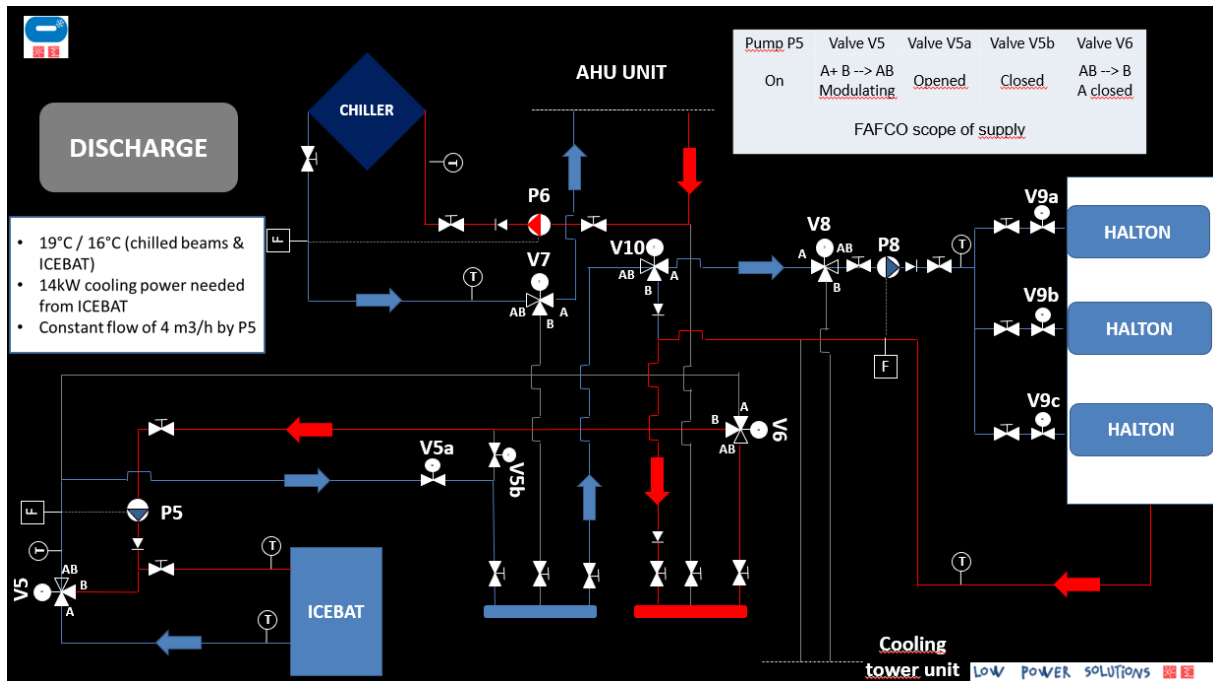 Pump P5
Valve V5
Valve V5a
Valve V5b
Valve V6
On
A+ B --> AB
Modulating
Opened
Closed
AB --> B
A closed
FAFCO scope of supply
AHU UNIT
CHILLER
DISCHARGE
T
P6
F
V7
T
AB
A
B
V10
AB
A
B
V8
A
AB
B
P8
T
F
V9a
HALTON
V9b
HALTON
V9c
HALTON
• 19°C / 16°C (chilled beams &
ICEBAT)
• 14kW cooling power needed
from ICEBAT
• Constant flow of 4 m3/h by P5
A
B
AB
V6
V5a
V5b
F
P5
T
T
V5
AB
B
A
T
ICEBAT
T
Cooling
tower unit
LOW POWER SOLUTIONS